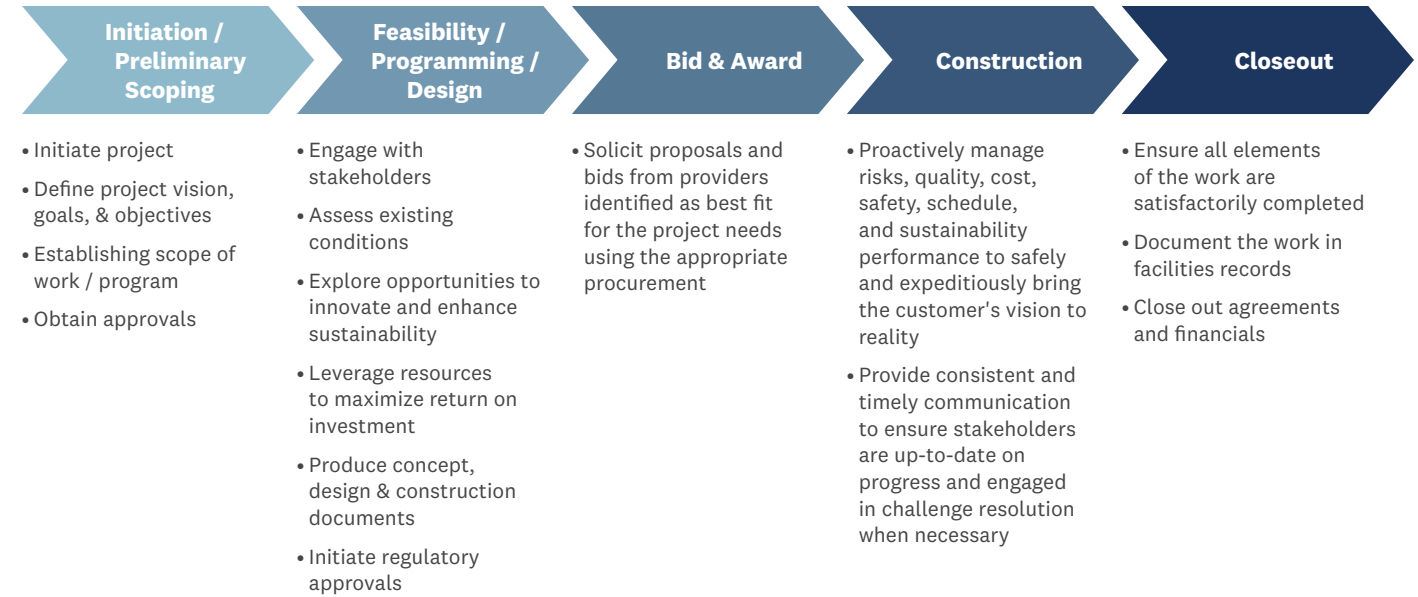 Initiation /
Preliminary
Scoping
• Initiate project
• Define project vision,
goals, & objectives
• Establishing scope of
work / program
• Obtain approvals
Feasibility /
Programming /
Design
• Engage with
stakeholders
• Assess existing
conditions
• Explore opportunities to
innovate and enhance
sustainability
• Leverage resources
to maximize return on
investment
• Produce concept,
design & construction
documents
• Initiate regulatory
approvals
Bid & Award
• Solicit proposals and
bids from providers
identified as best fit
for the project needs
using the appropriate
procurement
Construction
• Proactively manage
risks, quality, cost,
safety, schedule,
and sustainability
performance to safely
and expeditiously bring
the customer's vision to
reality
• Provide consistent and
timely communication
to ensure stakeholders
are up-to-date on
progress and engaged
in challenge resolution
when necessary
Closeout
• Ensure all elements
of the work are
satisfactorily completed
• Document the work in
facilities records
• Close out agreements
and financials